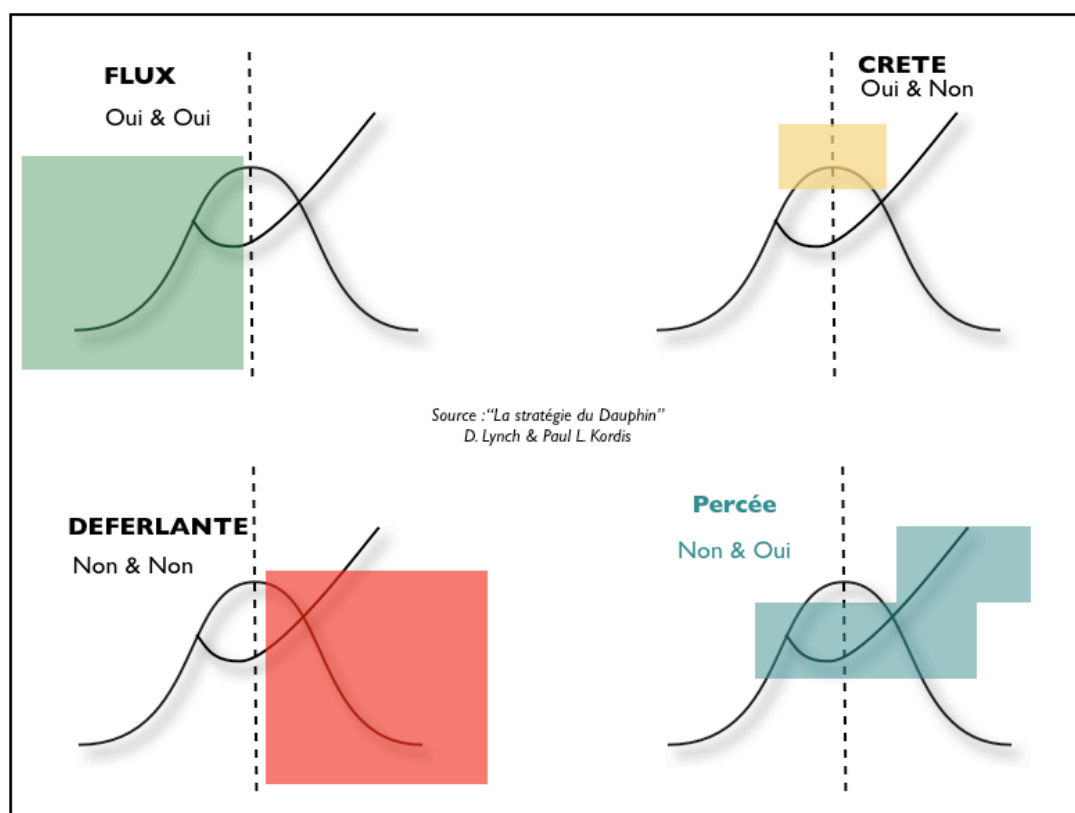 FLUX
Oui & Oui
CRETE
Oui & Non
Source :“La stratégie du Dauphin”
D. Lynch & Paul L. Kordis
DEFERLANTE
Non & Non
Percée
Non & Oui